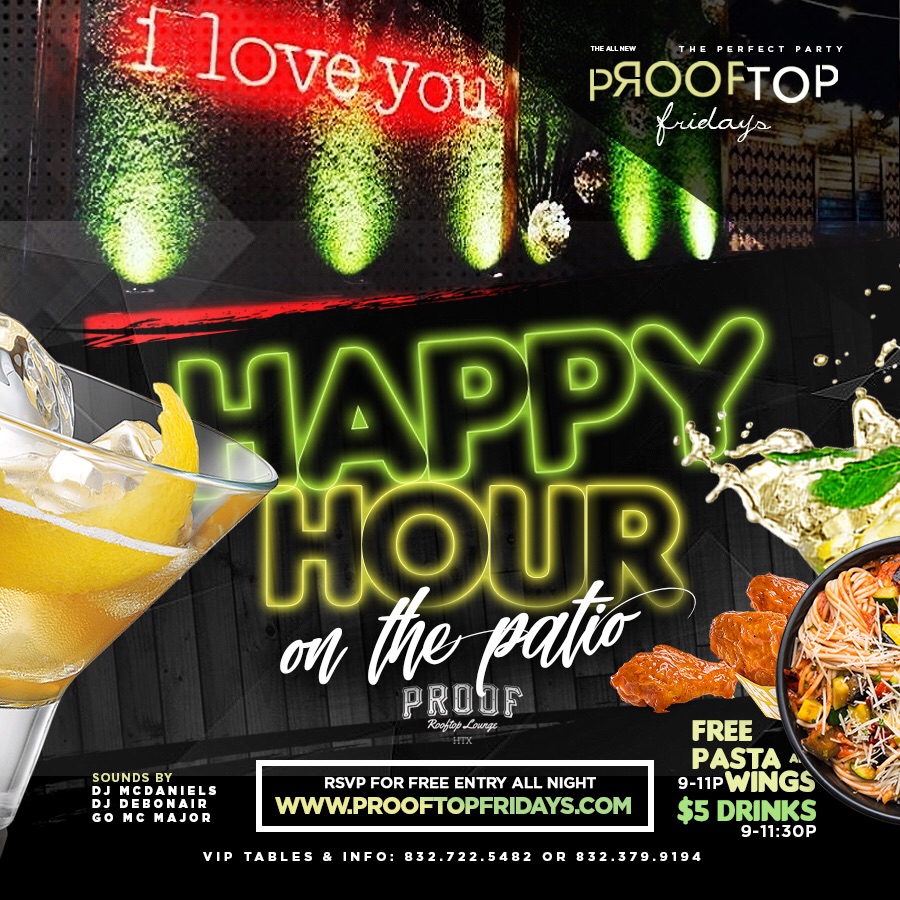 i love you
THE ALL NEW
THE PERFECT PARTY
PROOFTOP
fridays
HAPPY
HOUR
on the patio
PROOF
Rooftop Lounge
HTX
FREE
PASTA
9-11P WINGS
$5 DRINKS
9-11:30P
SOUNDS BY
DJ MCDANIELS
DJ DEBONAIR
GO MC MAJOR
RSVP FOR FREE ENTRY ALL NIGHT
WWW.PROOFTOPFRIDAYS.COM
VIP TABLES & INFO: 832.722.5482 OR 832.379.9194